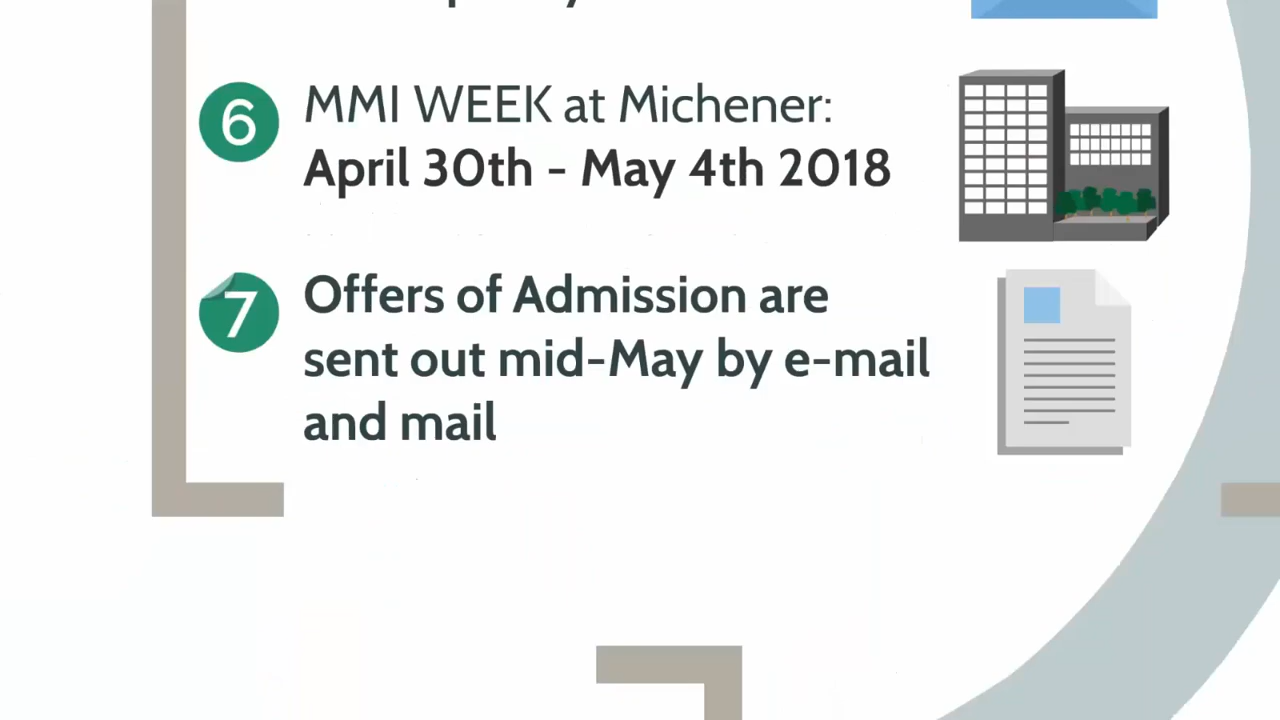 6 MMI WEEK at Michener:
April 30th - May 4th 2018
7 Offers of Admission are
sent out mid-May by e-mail
and mail